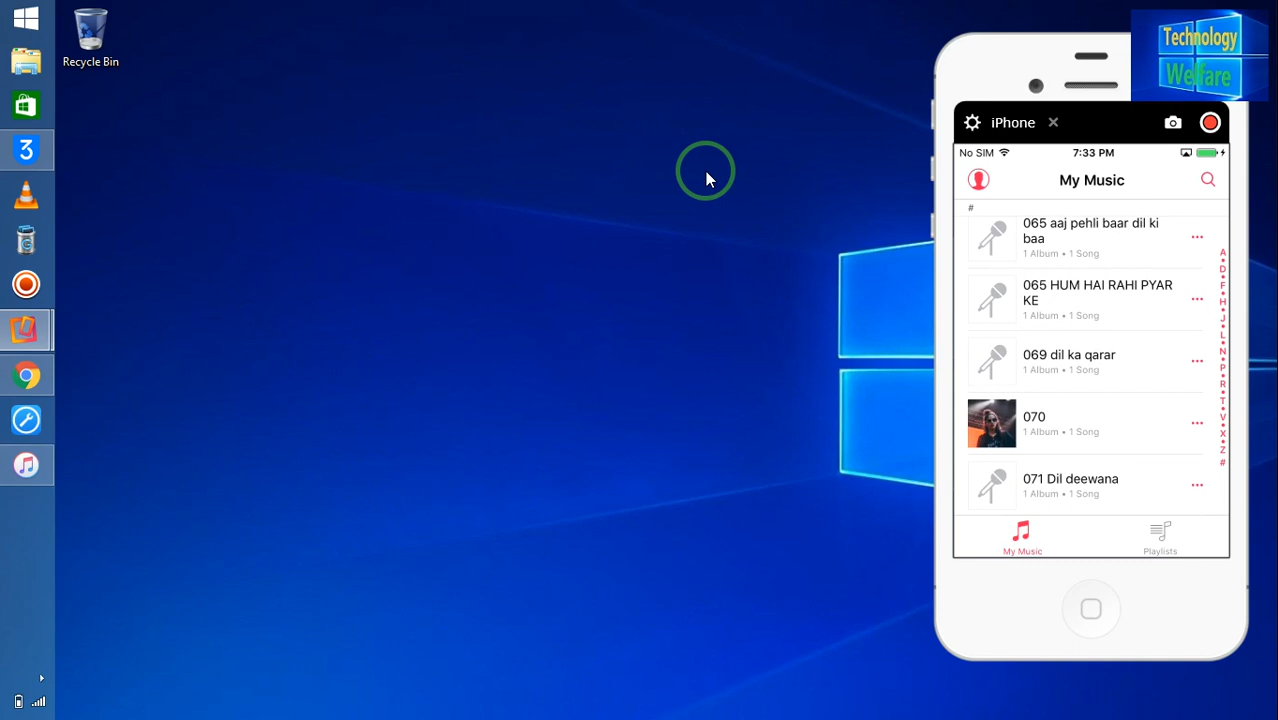 Recycle Bin
3
Technology
Welfare
iPhone
No SIM
7:33 PM
My Music
#
065 aaj pehli baar dil ki
baa
1 Album • 1 Song
065 HUM HAI RAHI PYAR
KE
1 Album • 1 Song
069 dil ka qarar
1 Album • 1 Song
070
1 Album • 1 Song
071 Dil deewana
1 Album • 1 Song
A
D
F
H
J
L
N
P
R
T
V
X
Z
#
My Music
Playlists